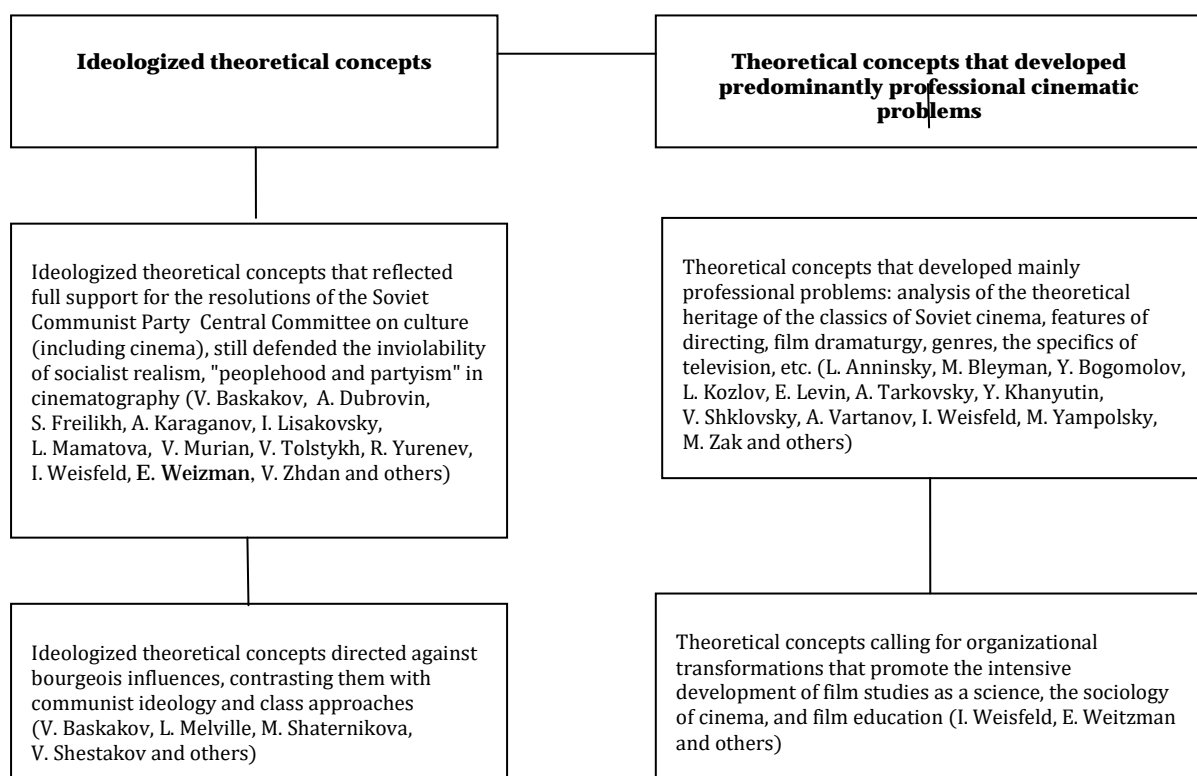 Ideologized theoretical concepts
Theoretical concepts that developed
predominantly professional cinematic
problems
Ideologized theoretical concepts that reflected
full support for the resolutions of the Soviet
Communist Party Central Committee on culture
(including cinema), still defended the inviolability
of socialist realism, "peoplehood and partyism" in
cinematography (V. Baskakov, A. Dubrovin,
S. Freilikh, A. Karaganov, I. Lisakovsky,
L. Mamatova, V. Murian, V. Tolstykh, R. Yurenev,
I. Weisfeld, E. Weizman, V. Zhdan and others)
Theoretical concepts that developed mainly
professional problems: analysis of the theoretical
heritage of the classics of Soviet cinema, features of
directing, film dramaturgy, genres, the specifics of
television, etc. (L. Anninsky, M. Bleyman, Y. Bogomolov,
L. Kozlov, E. Levin, A. Tarkovsky, Y. Khanyutin,
V. Shklovsky, A. Vartanov, I. Weisfeld, M. Yampolsky,
M. Zak and others)
Ideologized theoretical concepts directed against
bourgeois influences, contrasting them with
communist ideology and class approaches
(V. Baskakov, L. Melville, M. Shaternikova,
V. Shestakov and others)
Theoretical concepts calling for organizational
transformations that promote the intensive
development of film studies as a science, the sociology
of cinema, and film education (I. Weisfeld, E. Weitzman
and others)